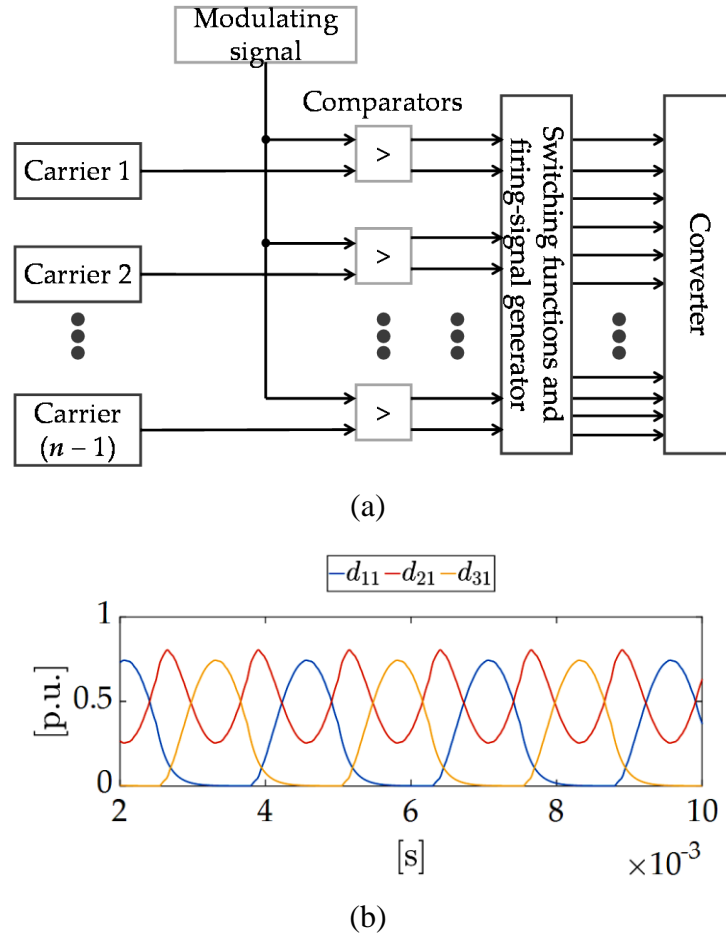 Modulating
signal
Comparators
Carrier 1
>
Carrier 2
>
Carrier
(n – 1)
>
Switching functions and
firing-signal generator
Converter
(a)
d11 d21 d31
1
0.5
0
[p.u.]
2 4 6 8 10
[s]
×10-3
(b)